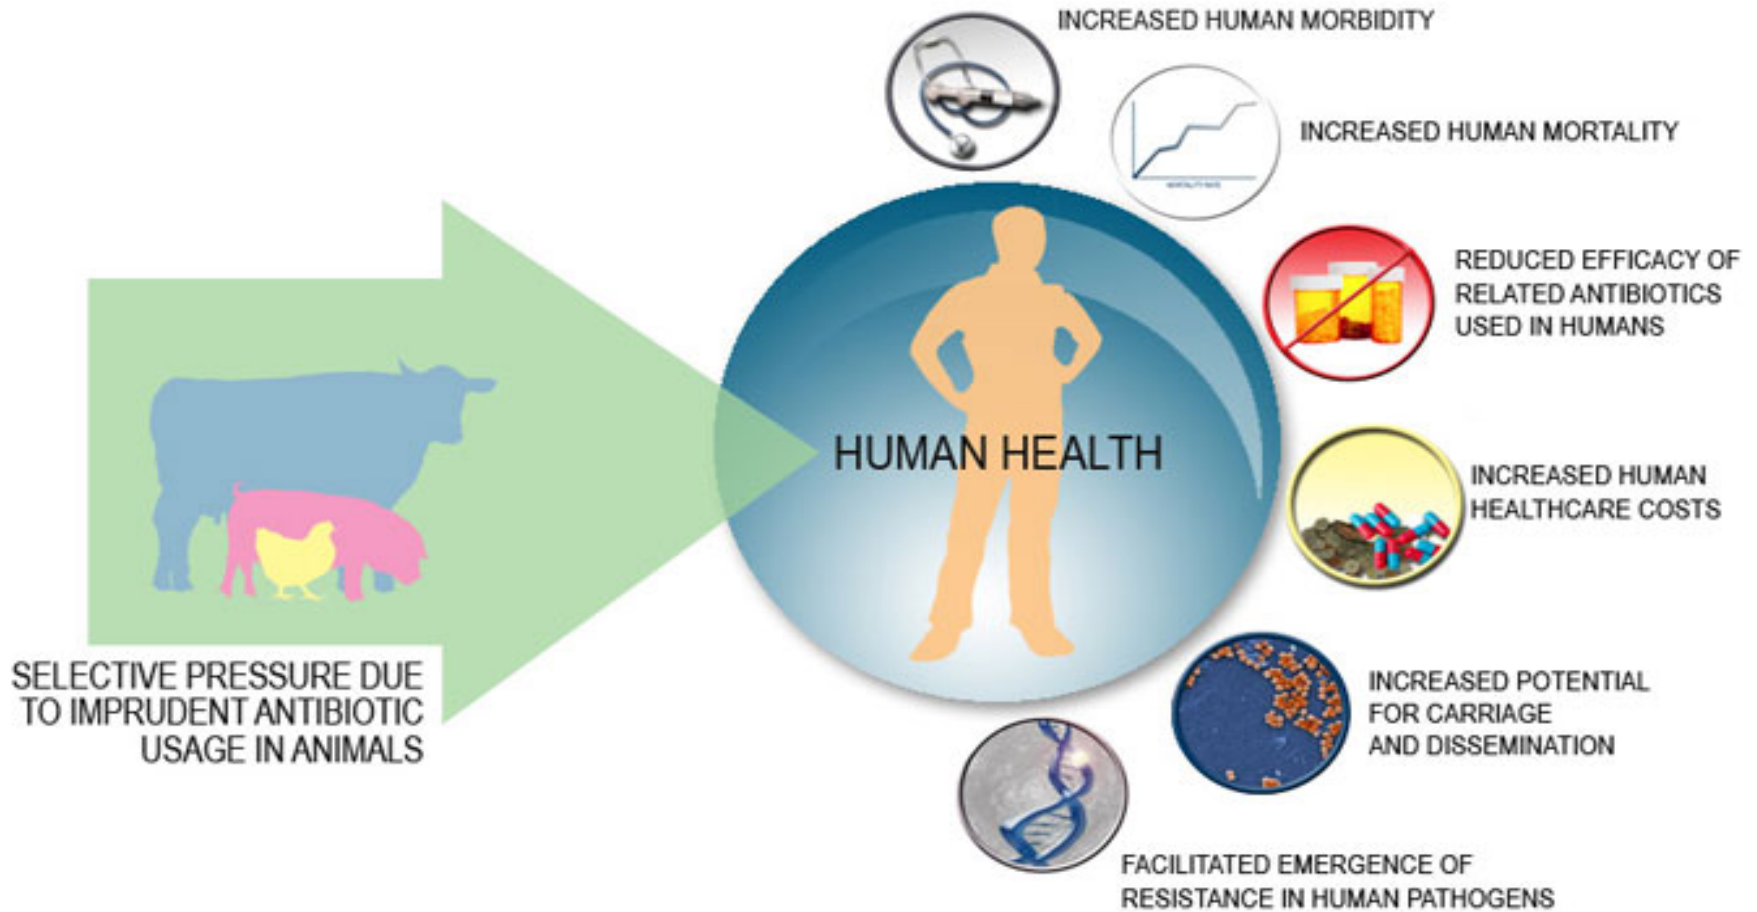 INCREASED HUMAN MORBIDITY
INCREASED HUMAN MORTALITY
MORTALITY RATE
REDUCED EFFICACY OF
RELATED ANTIBIOTICS
USED IN HUMANS
HUMAN HEALTH
INCREASED HUMAN
HEALTHCARE COSTS
SELECTIVE PRESSURE DUE
TO IMPRUDENT ANTIBIOTIC
USAGE IN ANIMALS
INCREASED POTENTIAL
FOR CARRIAGE
AND DISSEMINATION
FACILITATED EMERGENCE OF
RESISTANCE IN HUMAN PATHOGENS